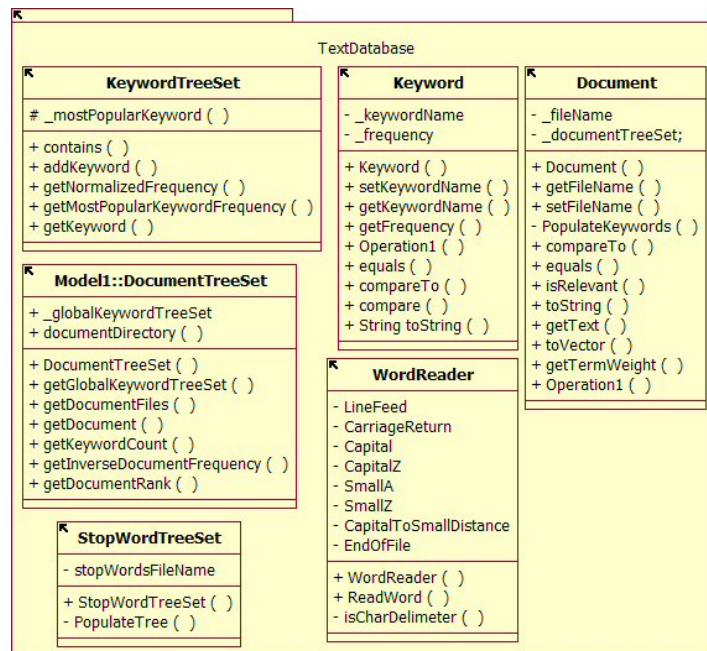 TextDatabase
KeywordTreeSet
# _mostPopularKeyword ( )
+ contains ( )
+ addKeyword ( )
+ getNormalizedFrequency ( )
+ getMostPopularKeywordFrequency ( )
+ getKeyword ( )
Keyword
- _keywordName
- _frequency
+ Keyword ( )
+ setKeywordName ( )
+ getKeywordName ( )
+ getFrequency ( )
+ Operation1 ( )
+ equals ( )
+ compareTo ( )
+ compare ( )
+ String toString ( )
Document
- _fileName
- _documentTreeSet;
+ Document ( )
+ getFileName ( )
+ setFileName ( )
- PopulateKeywords ( )
+ compareTo ( )
+ equals ( )
+ isRelevant ( )
+ toString ( )
+ getText ( )
+ toVector ( )
+ getTermWeight ( )
+ Operation1 ( )
Model1::DocumentTreeSet
+ _globalKeywordTreeSet
+ documentDirectory ( )
+ DocumentTreeSet ( )
+ getGlobalKeywordTreeSet ( )
+ getDocumentFiles ( )
+ getDocument ( )
+ getKeywordCount ( )
+ getInverseDocumentFrequency ( )
+ getDocumentRank ( )
WordReader
- LineFeed
- CarriageReturn
- Capital
- CapitalZ
- SmallA
- SmallZ
- CapitalToSmallDistance
- EndOfFile
+ WordReader ( )
+ ReadWord ( )
- isCharDelimeter ( )
StopWordTreeSet
- stopWordsFileName
+ StopWordTreeSet ( )
- PopulateTree ( )